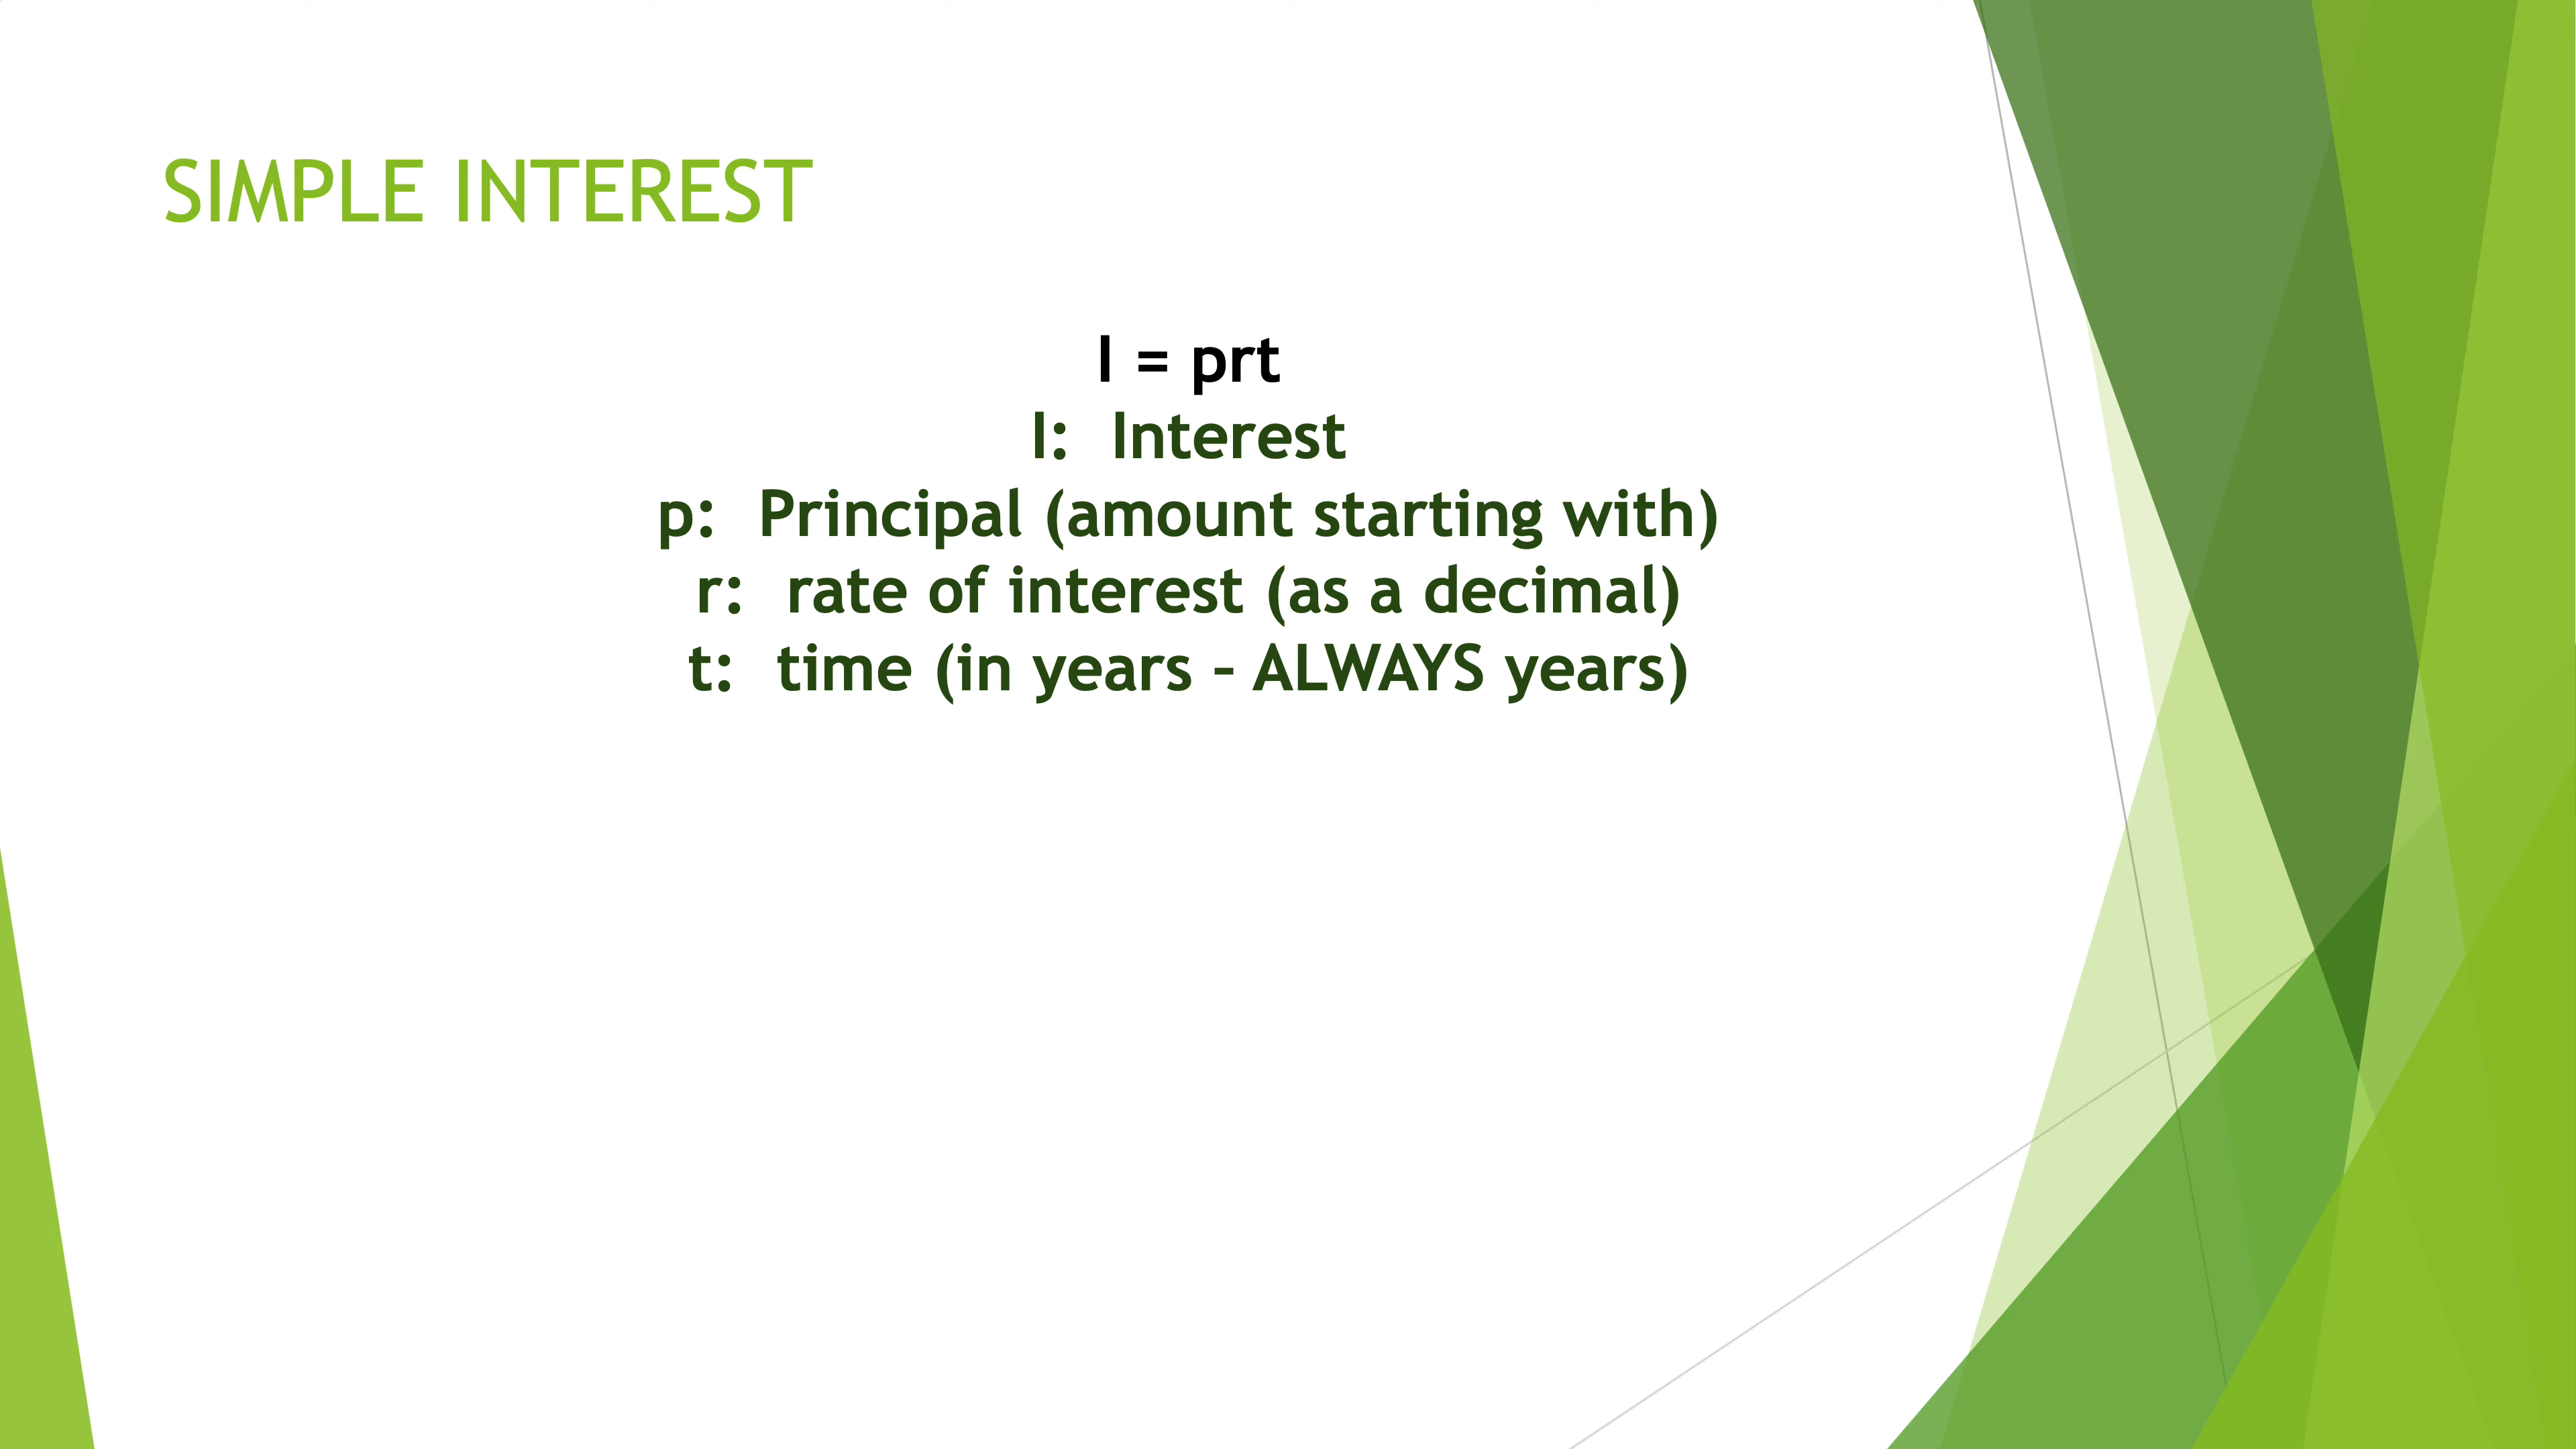 SIMPLE INTEREST
I = prt
I: Interest
p: Principal (amount starting with)
r: rate of interest (as a decimal)
t: time (in years – ALWAYS years)